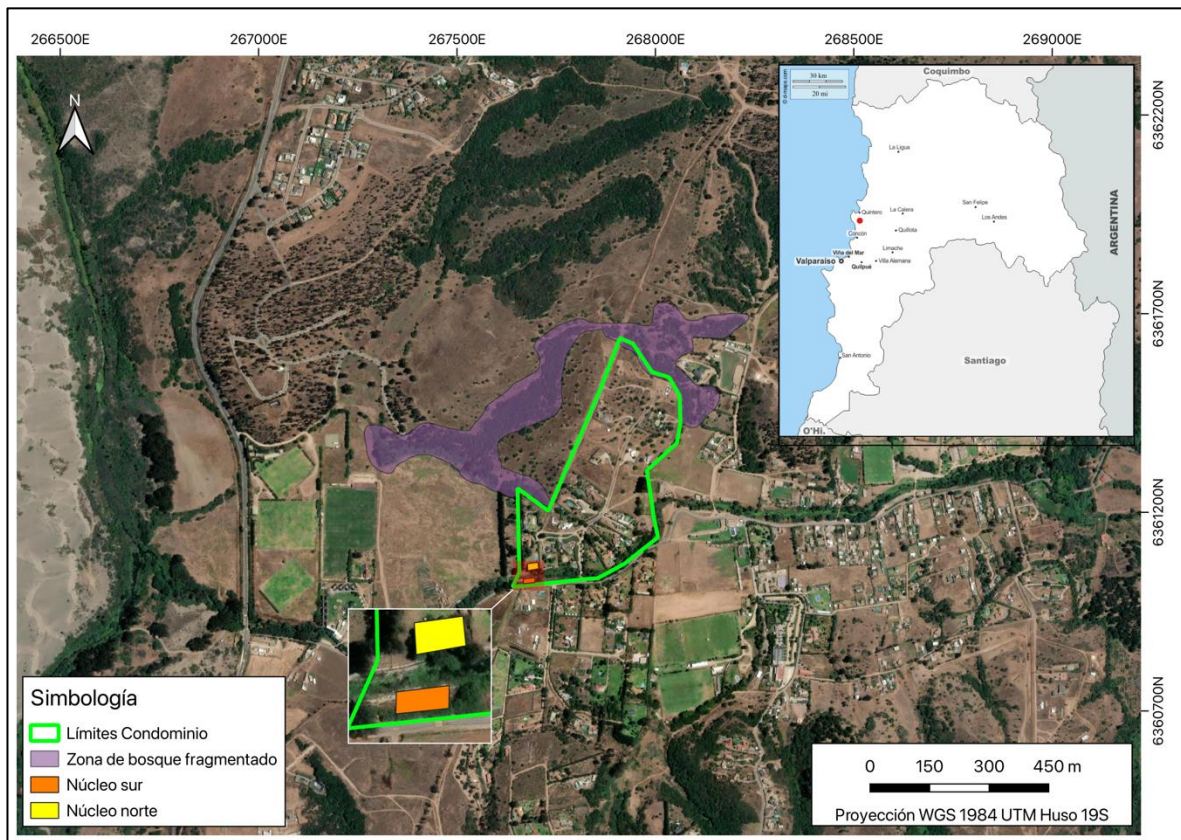 266500E 267000E 267500E 268000E 268500E 269000E
N
© d-maps.com
30 km
20 mi
Coquimbo
La Ligua
ARGENTINA
Quintero
La Calera
San Felipe
Los Andes
Concón
Quillota
Viña del Mar
Limache
Valparaíso
Villa Alemana
Quilpué
San Antonio
Santiago
O'Hi.
6362200N
6361700N
6361200N
6360700N
Simbología
Límites Condominio
Zona de bosque fragmentado
Núcleo sur
Núcleo norte
0 150 300 450 m
Proyección WGS 1984 UTM Huso 19S